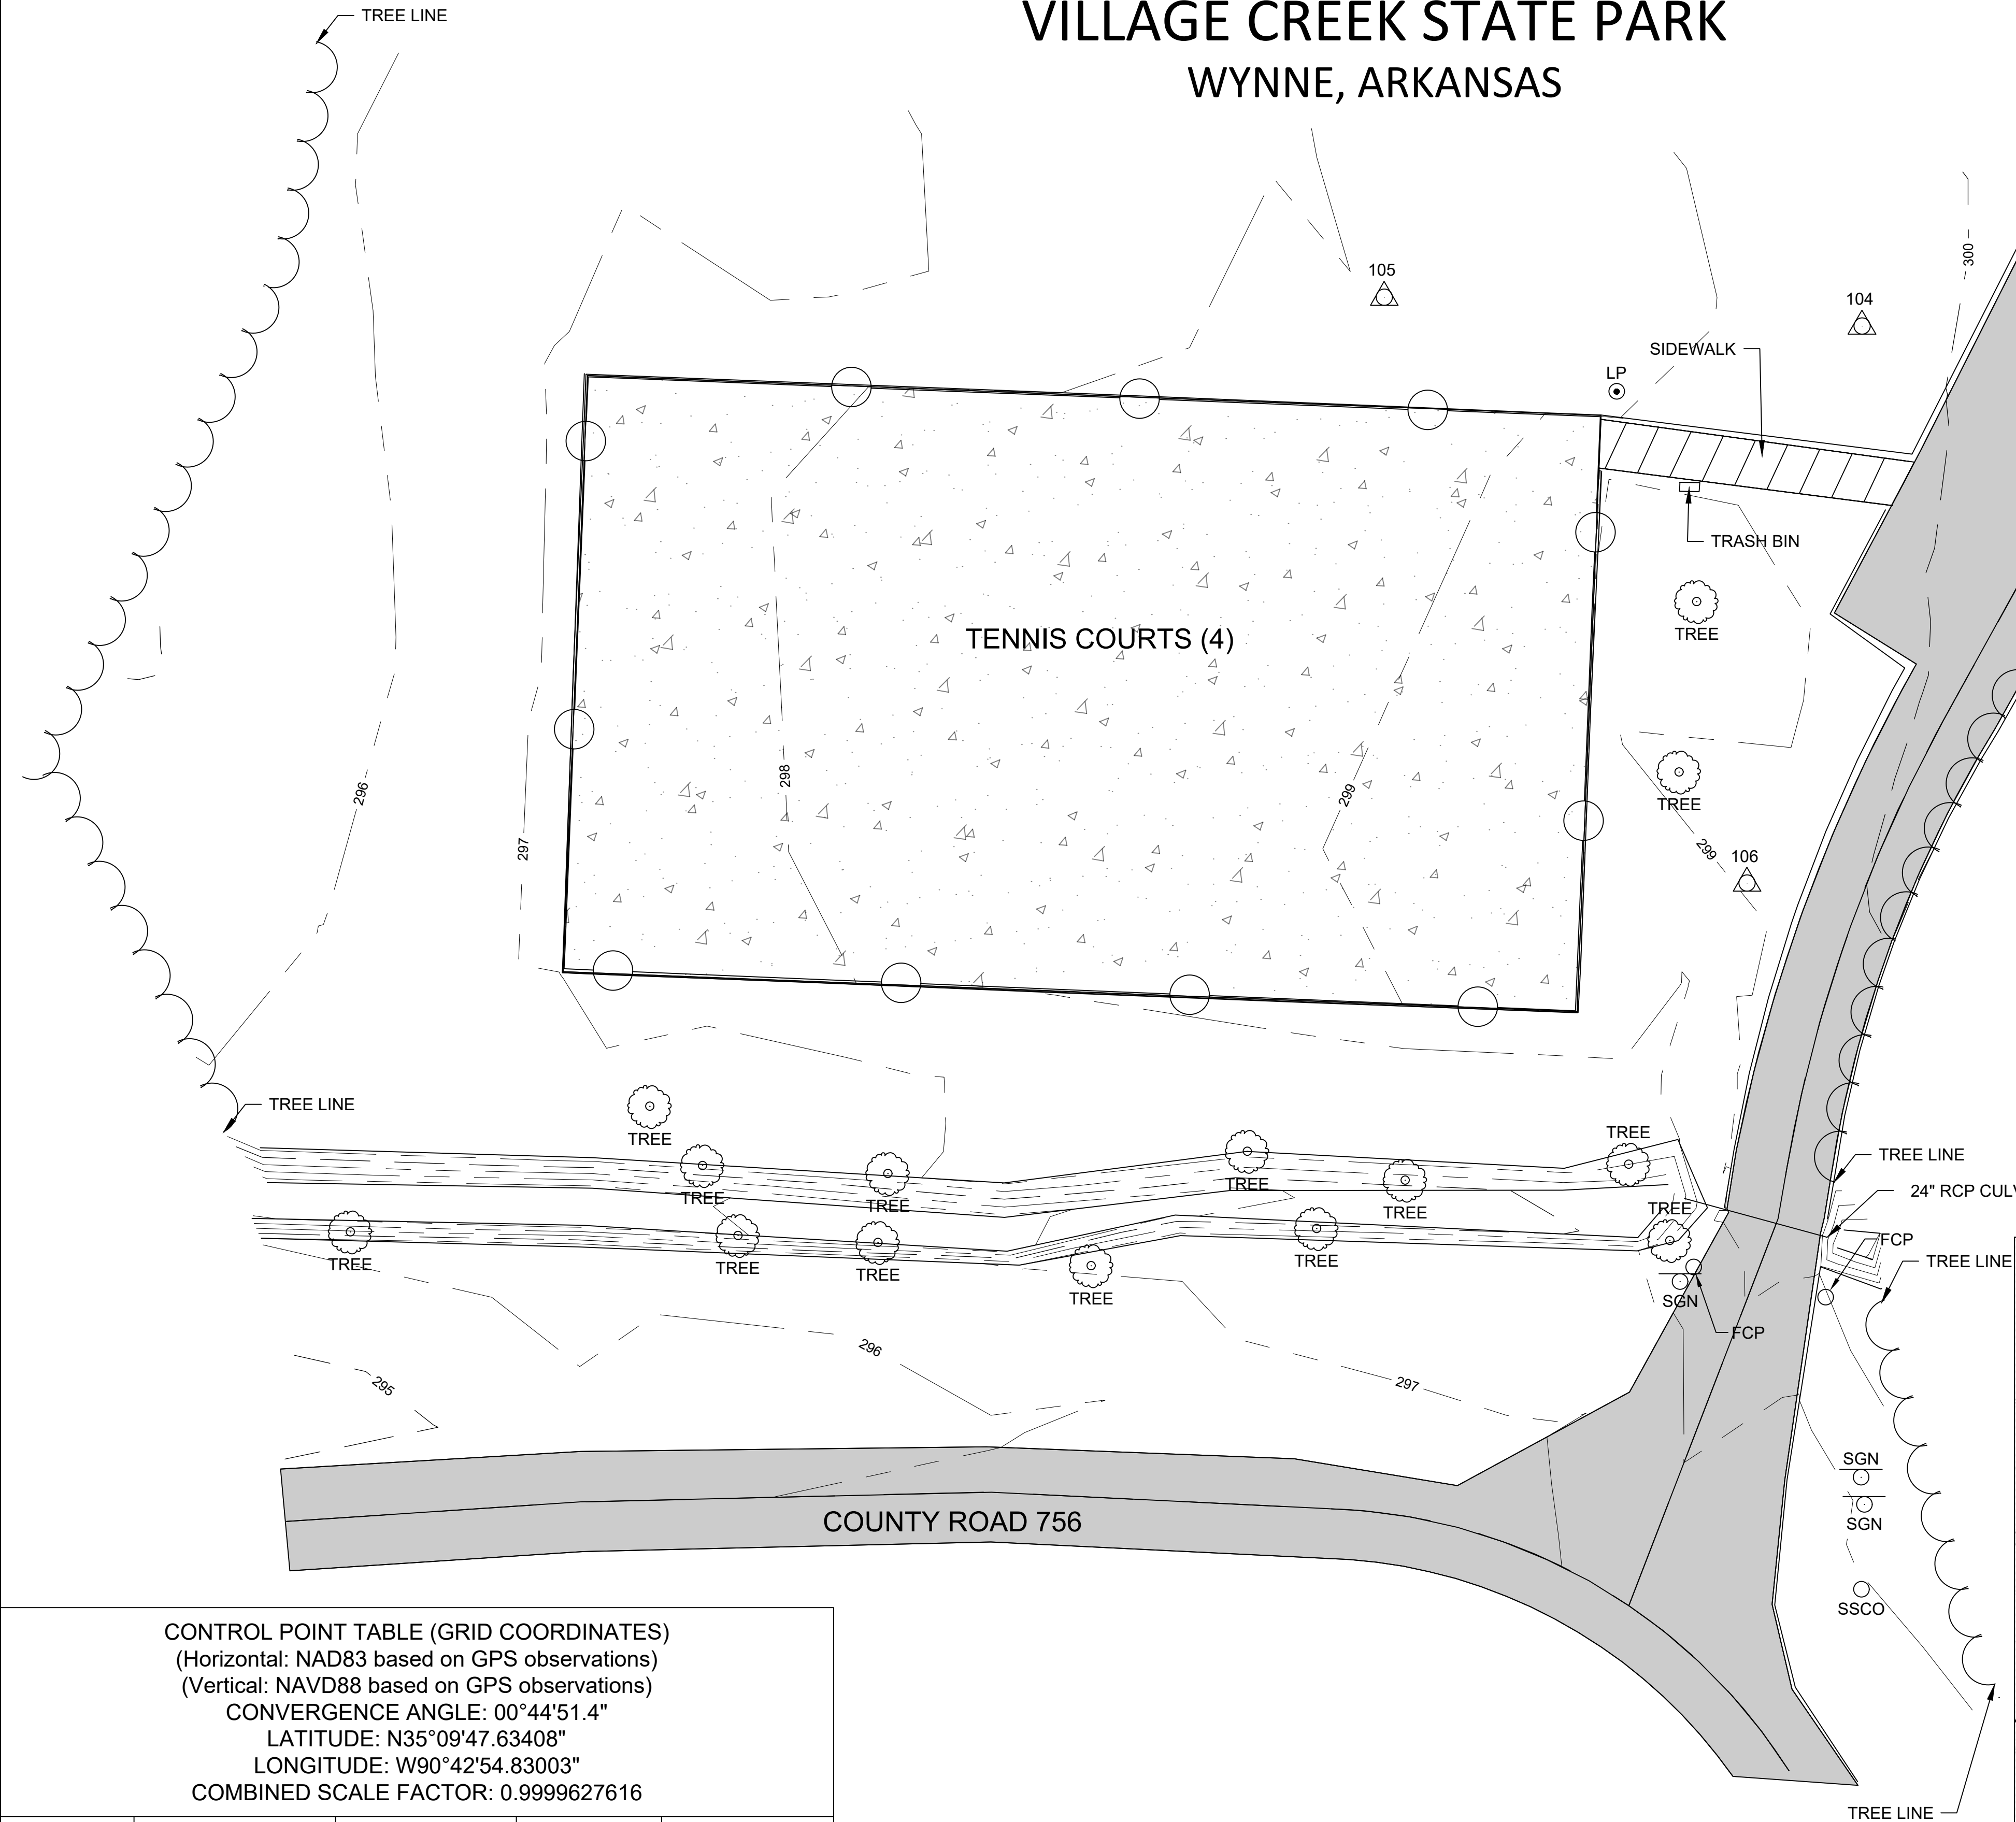 TREE LINE
VILLAGE CREEK STATE PARK
WYNNE, ARKANSAS
300
105
104
SIDEWALK
LP
TRASH BIN
TREE
TENNIS COURTS (4)
298
299
296
TREE
297
299
106
TREE LINE
TREE
TREE
TREE LINE
TREE
TREE
TREE
TREE
24" RCP
TREE
FCP
TREE
TREE
TREE
TREE
TREE
TREE LINE
SGN
FCP
296
295
297
SGN
SGN
COUNTY ROAD 756
SSCO
CONTROL POINT TABLE (GRID COORDINATES)
(Horizontal: NAD83 based on GPS observations)
(Vertical: NAVD88 based on GPS observations)
CONVERGENCE ANGLE: 00°44'51.4"
LATITUDE: N35°09'47.63408"
LONGITUDE: W90°42'54.83003"
COMBINED SCALE FACTOR: 0.9999627616
TREE LINE